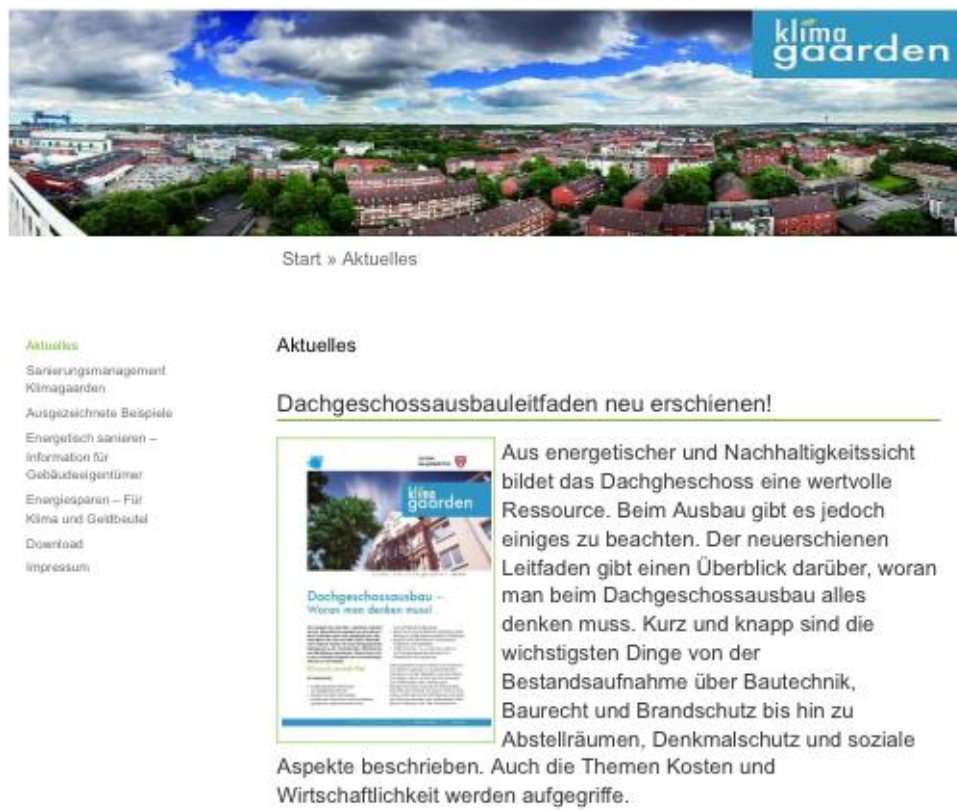 klima
gaarden
Start » Aktuelles
Aktuelles
Sanierungsmanagement
Klimagaarden
Ausgezeichnete Beispiele
Energetisch sanieren –
Information für
Gebäudeeigentümer
Energiesparen – Für
Klima und Geldbeutel
Download
Impressum
Aktuelles
Dachgeschossausbauleitfaden neu erschienen!
klima
gaarden
Dachgeschossausbau –
Woran man denken muss!
Aus energetischer und Nachhaltigkeitssicht
bildet das Dachgheschoss eine wertvolle
Ressource. Beim Ausbau gibt es jedoch
einiges zu beachten. Der neuerschienen
Leitfaden gibt einen Überblick darüber, woran
man beim Dachgeschossausbau alles
denken muss. Kurz und knapp sind die
wichstigsten Dinge von der
Bestandsaufnahme über Bautechnik,
Baurecht und Brandschutz bis hin zu
Abstellräumen, Denkmalschutz und soziale
Aspekte beschrieben. Auch die Themen Kosten und
Wirtschaftlichkeit werden aufgegriffe.